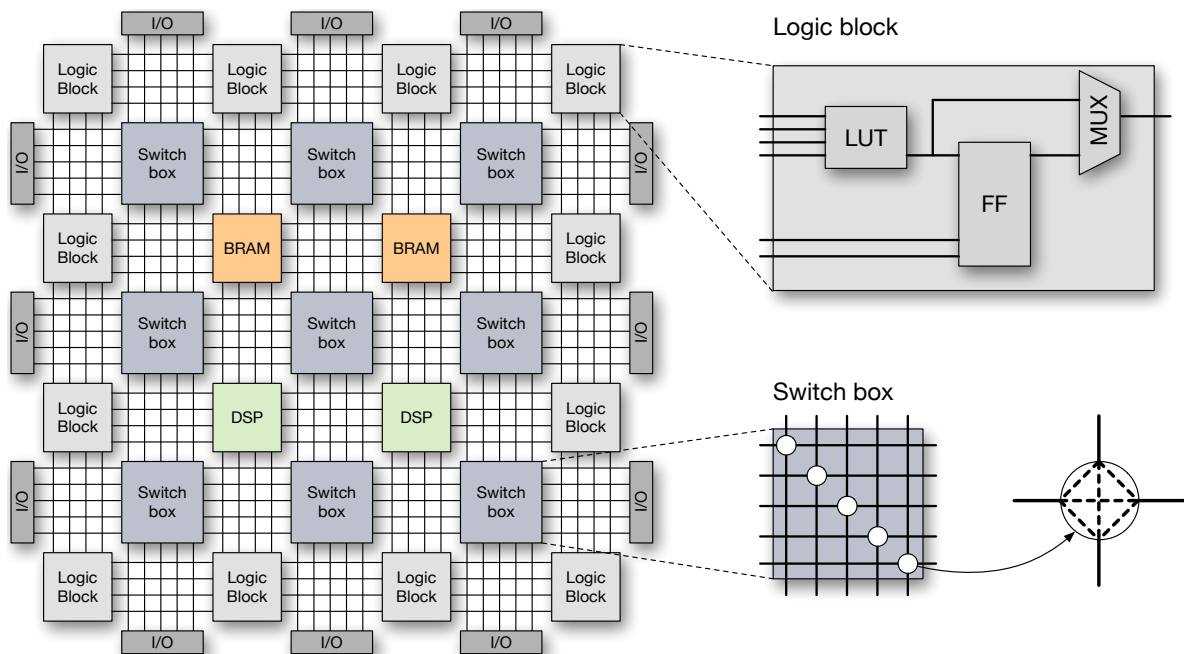 I/O
I/O
I/O
Logic block
Logic
Block
Logic
Block
Logic
Block
Logic
Block
I/O
Switch
box
Switch
box
Switch
box
I/O
LUT
MUX
FF
Logic
Block
BRAM
BRAM
Logic
Block
I/O
Switch
box
Switch
box
Switch
box
I/O
Logic
Block
DSP
DSP
Logic
Block
Switch box
I/O
Switch
box
Switch
box
Switch
box
I/O
Logic
Block
Logic
Block
Logic
Block
Logic
Block
I/O
I/O
I/O